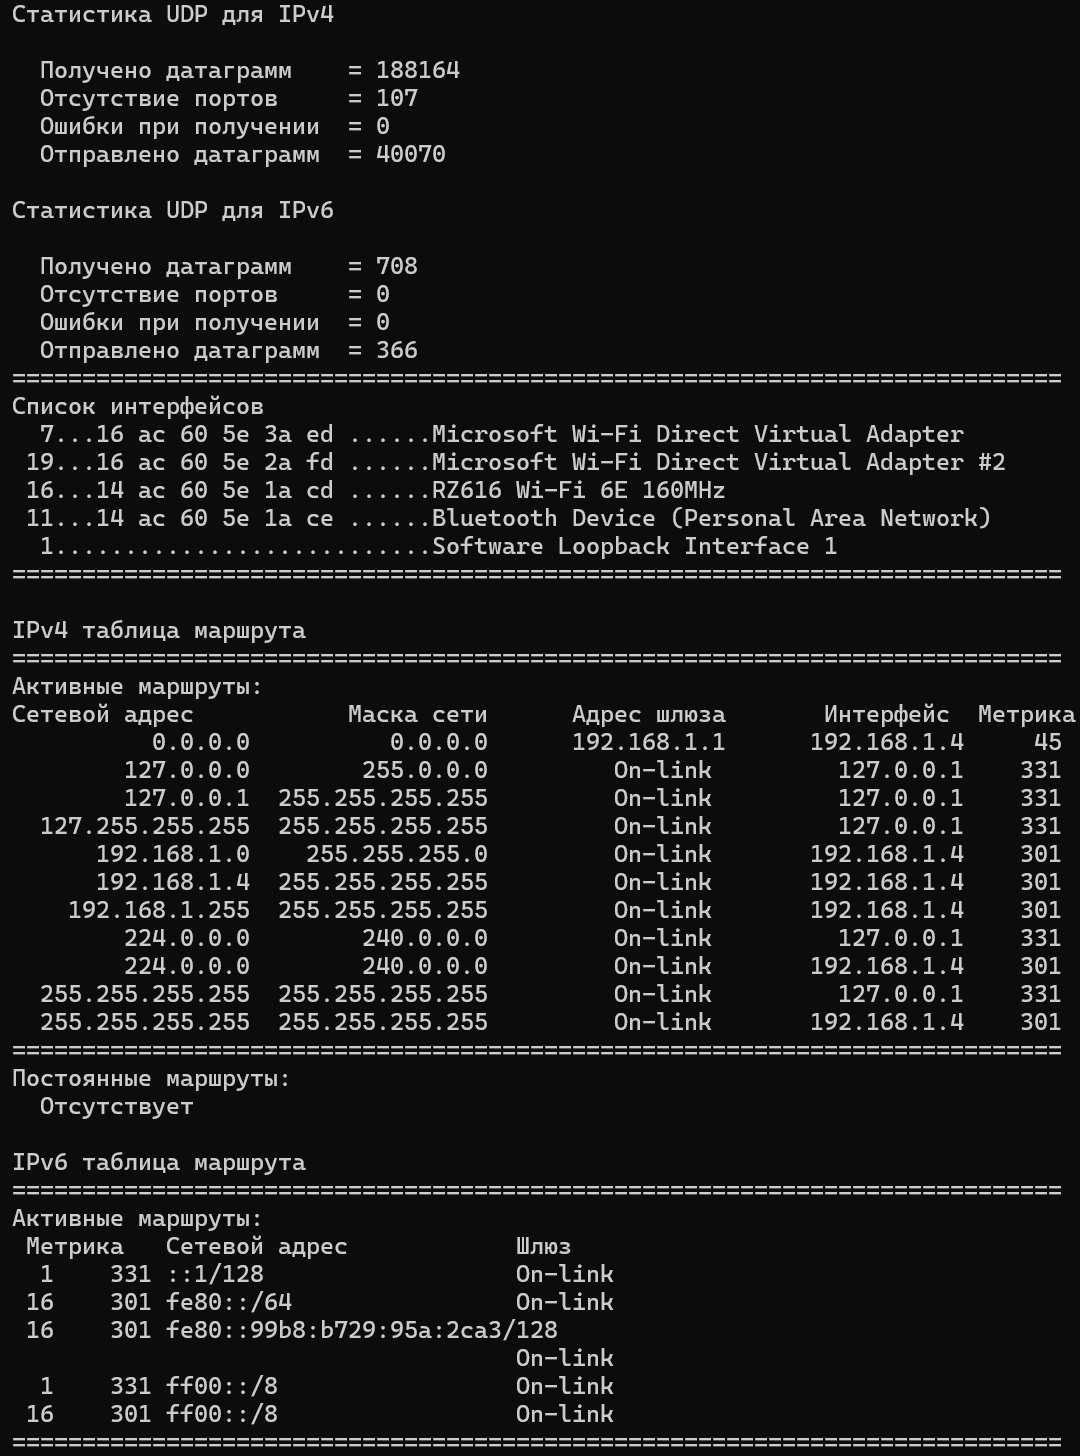 Статистика UDP для IPv4

  Получено датаграмм    = 188164
  Отсутствие портов     = 107
  Ошибки при получении  = 0
  Отправлено датаграмм  = 40070

Статистика UDP для IPv6

  Получено датаграмм    = 708
  Отсутствие портов     = 0
  Ошибки при получении  = 0
  Отправлено датаграмм  = 366
===========================================================================
Список интерфейсов
  7...16 ac 60 5e 3a ed ......Microsoft Wi-Fi Direct Virtual Adapter
 19...16 ac 60 5e 2a fd ......Microsoft Wi-Fi Direct Virtual Adapter #2
 16...14 ac 60 5e 1a cd ......RZ616 Wi-Fi 6E 160MHz
 11...14 ac 60 5e 1a ce ......Bluetooth Device (Personal Area Network)
  1...........................Software Loopback Interface 1
===========================================================================

IPv4 таблица маршрута
===========================================================================
Активные маршруты:
Сетевой адрес           Маска сети      Адрес шлюза       Интерфейс  Метрика
          0.0.0.0          0.0.0.0      192.168.1.1      192.168.1.4     45
        127.0.0.0        255.0.0.0         On-link         127.0.0.1    331
        127.0.0.1  255.255.255.255         On-link         127.0.0.1    331
  127.255.255.255  255.255.255.255         On-link         127.0.0.1    331
      192.168.1.0    255.255.255.0         On-link       192.168.1.4    301
      192.168.1.4  255.255.255.255         On-link       192.168.1.4    301
    192.168.1.255  255.255.255.255         On-link       192.168.1.4    301
        224.0.0.0        240.0.0.0         On-link         127.0.0.1    331
        224.0.0.0        240.0.0.0         On-link       192.168.1.4    301
  255.255.255.255  255.255.255.255         On-link         127.0.0.1    331
  255.255.255.255  255.255.255.255         On-link       192.168.1.4    301
===========================================================================
Постоянные маршруты:
  Отсутствует

IPv6 таблица маршрута
===========================================================================
Активные маршруты:
 Метрика   Сетевой адрес            Шлюз
  1    331 ::1/128                  On-link
 16    301 fe80::/64                On-link
 16    301 fe80::99b8:b729:95a:2ca3/128
                                    On-link
  1    331 ff00::/8                 On-link
 16    301 ff00::/8                 On-link
===========================================================================